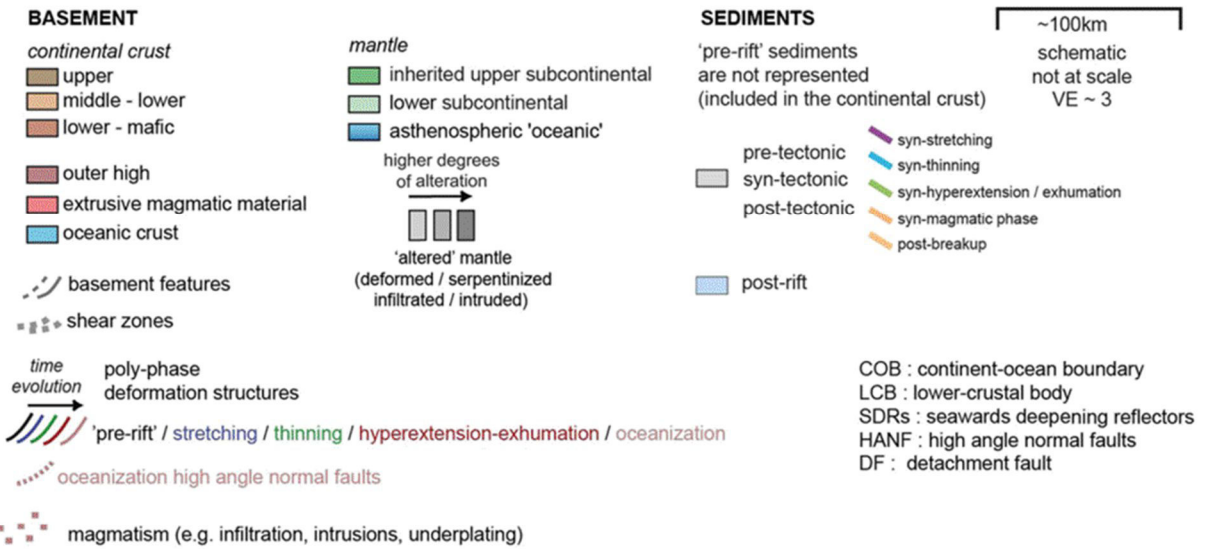 BASEMENT
continental crust
upper
middle - lower
lower - mafic
outer high
extrusive magmatic material
oceanic crust
basement features
shear zones
mantle
inherited upper subcontinental
lower subcontinental
asthenospheric 'oceanic'
higher degrees
of alteration
'altered' mantle
(deformed / serpentinized
infiltrated / intruded)
SEDIMENTS
'pre-rift' sediments
are not represented
(included in the continental crust)
~100km
schematic
not at scale
VE ~ 3
pre-tectonic
syn-tectonic
post-tectonic
syn-stretching
syn-thinning
syn-hyperextension / exhumation
syn-magmatic phase
post-breakup
post-rift
time
evolution
poly-phase
deformation structures
'pre-rift' / stretching / thinning / hyperextension-exhumation / oceanization
oceanization high angle normal faults
magmatism (e.g. infiltration, intrusions, underplating)
COB : continent-ocean boundary
LCB : lower-crustal body
SDRs : seawards deepening reflectors
HANF : high angle normal faults
DF : detachment fault